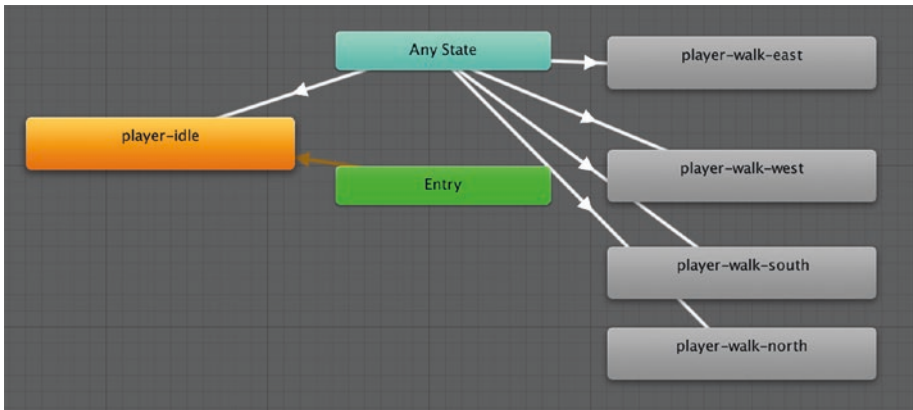 Any State
player-walk-east
player-idle
player-walk-west
Entry
player-walk-south
player-walk-north